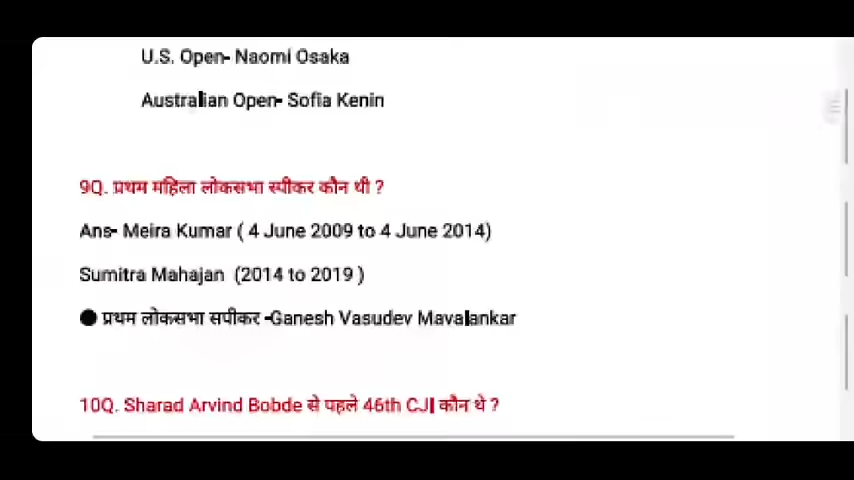 U.S. Open- Naomi Osaka
Australian Open- Sofia Kenin
9Q. प्रथम महिला लोकसभा स्पीकर कौन थी ?
Ans- Meira Kumar ( 4 June 2009 to 4 June 2014)
Sumitra Mahajan (2014 to 2019 )
● प्रथम लोकसभा सपीकर -Ganesh Vasudev Mavalankar
10Q. Sharad Arvind Bobde से पहले 46th CJI कौन थे ?